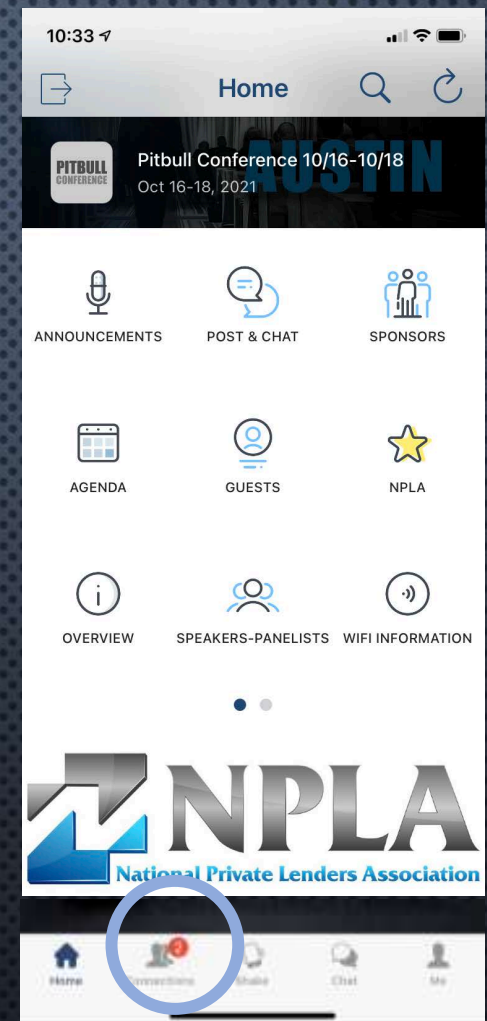 10:33
Home
AUSTIN
PITBULL
CONFERENCE
Pitbull Conference 10/16-10/18
Oct 16-18, 2021
ANNOUNCEMENTS
POST & CHAT
SPONSORS
AGENDA
GUESTS
NPLA
OVERVIEW
SPEAKERS-PANELISTS
WIFI INFORMATION
NPLA
National Private Lenders Association
2
Home
Connections
Shake
Chat
Me